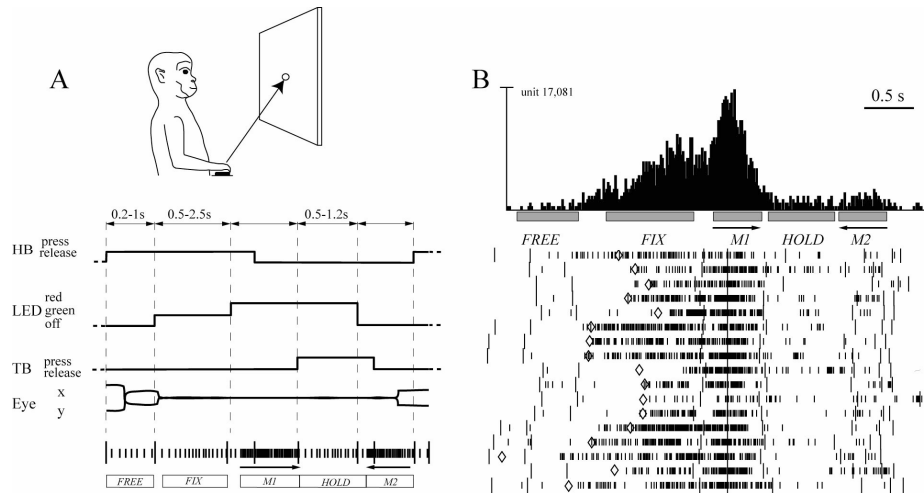 A
0.2-1s 0.5-2.5s 0.5-1.2s
HB press
release
LED red
green
off
TB press
release
Eye x
y
FREE FIX M1 HOLD M2
B
unit 17,081
0.5 s
FREE FIX M1 HOLD M2